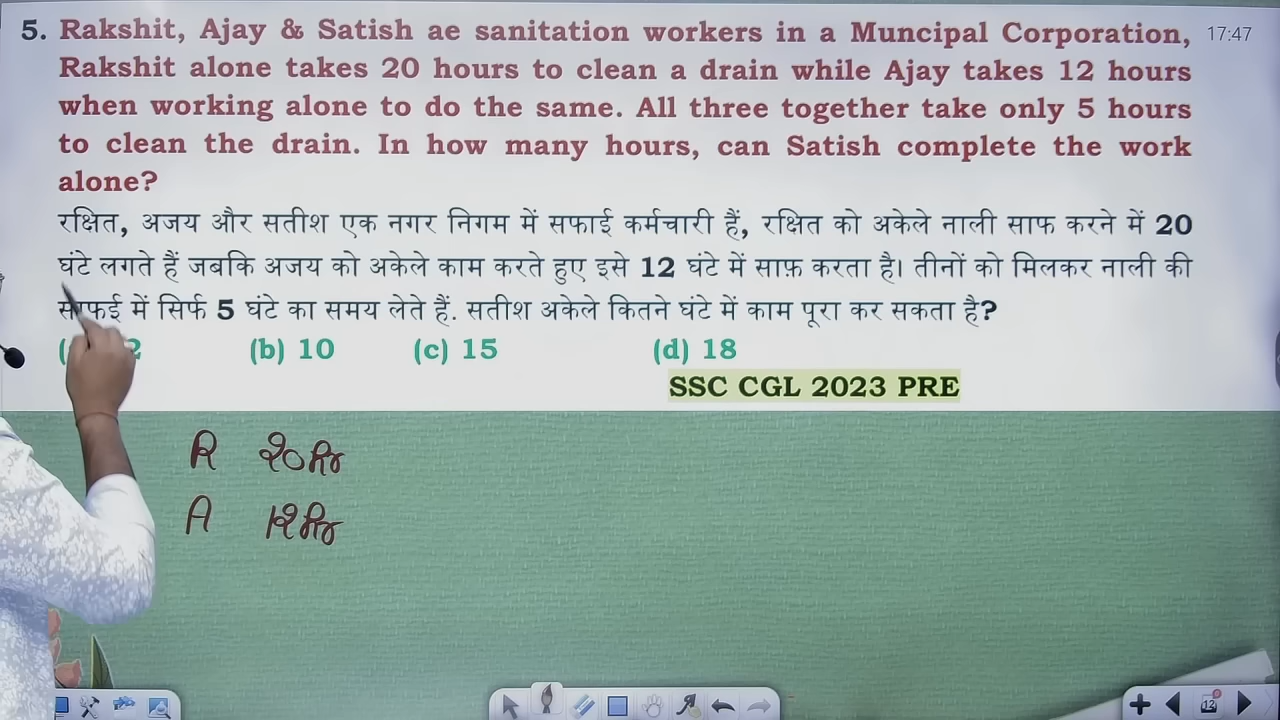 5. Rakshit, Ajay & Satish ae sanitation workers in a Muncipal Corporation, 17:47
Rakshit alone takes 20 hours to clean a drain while Ajay takes 12 hours
when working alone to do the same. All three together take only 5 hours
to clean the drain. In how many hours, can Satish complete the work
alone?
रक्षित, अजय और सतीश एक नगर निगम में सफाई कर्मचारी हैं, रक्षित को अकेले नाली साफ करने में 20
घंटे लगते हैं जबकि अजय को अकेले काम करते हुए इसे 12 घंटे में साफ़ करता है। तीनों को मिलकर नाली की
में सिर्फ 5 घंटे का समय लेते हैं. सतीश अकेले कितने घंटे में काम पूरा कर सकता है?
(b) 10 (c) 15 (d) 18
SSC CGL 2023 PRE
R 20hr
A 12hr
12